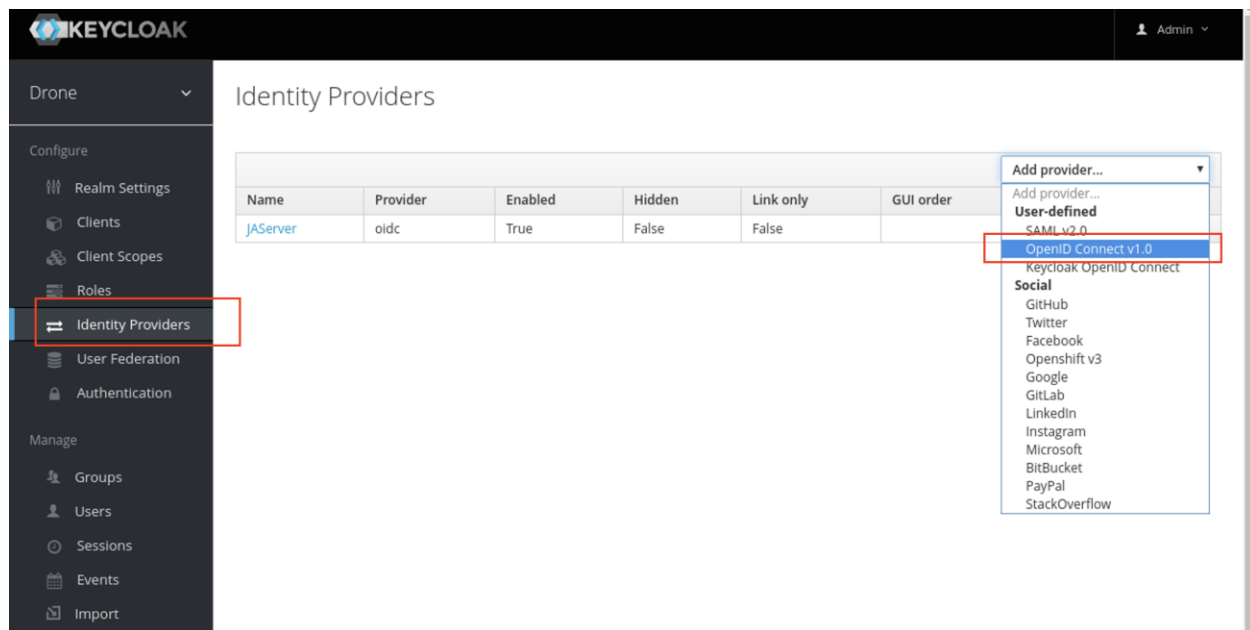 KEYCLOAK
Admin
Drone
Identity Providers
Configure
Realm Settings
Clients
Client Scopes
Roles
Identity Providers
User Federation
Authentication
Manage
Groups
Users
Sessions
Events
Import
Add provider...
Name Provider Enabled Hidden Link only GUI order
JAServer oidc True False False
Add provider...
User-defined
SAML v2.0
OpenID Connect v1.0
Keycloak OpenID Connect
Social
GitHub
Twitter
Facebook
Openshift v3
Google
GitLab
LinkedIn
Instagram
Microsoft
BitBucket
PayPal
StackOverflow